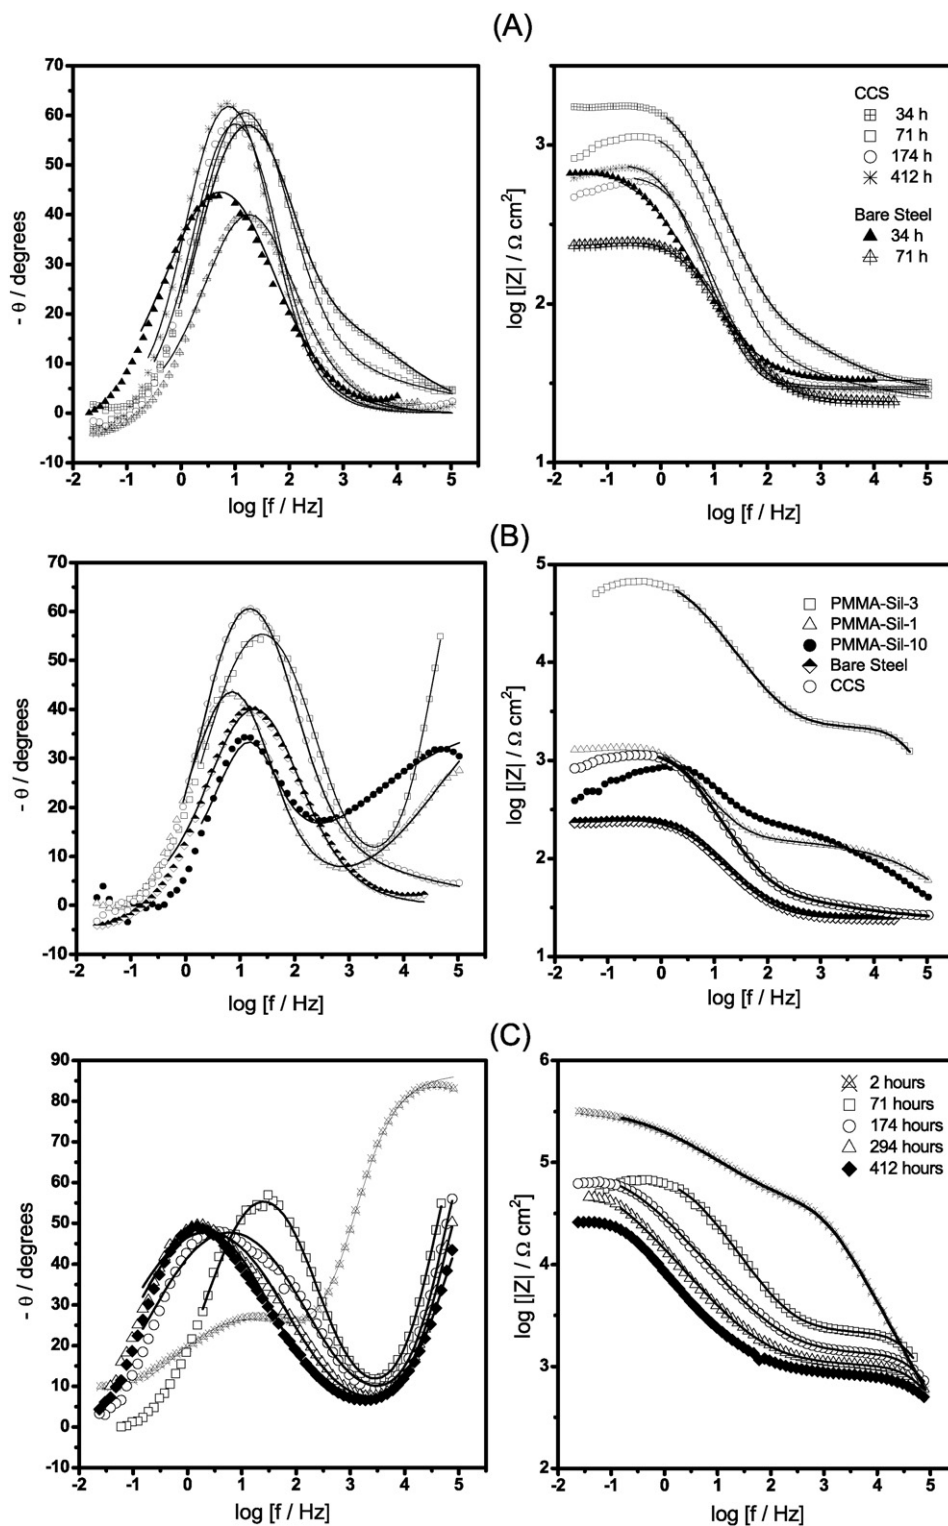 (A)
- θ / degrees
70
60
50
40
30
20
10
0
-10
-2 -1 0 1 2 3 4 5
log [f / Hz]
log [|Z| / Ω cm²]
3
2
1
-2 -1 0 1 2 3 4 5
log [f / Hz]
CCS
34 h
71 h
174 h
412 h
Bare Steel
34 h
71 h
(B)
- θ / degrees
70
60
50
40
30
20
10
0
-10
-2 -1 0 1 2 3 4 5
log [f / Hz]
log [|Z| / Ω cm²]
5
4
3
2
1
-2 -1 0 1 2 3 4 5
log [f / Hz]
PMMA-Sil-3
PMMA-Sil-1
PMMA-Sil-10
Bare Steel
CCS
(C)
- θ / degrees
90
80
70
60
50
40
30
20
10
0
-10
-2 -1 0 1 2 3 4 5
log [f / Hz]
log [|Z| / Ω cm²]
6
5
4
3
2
-2 -1 0 1 2 3 4 5
log [f / Hz]
2 hours
71 hours
174 hours
294 hours
412 hours